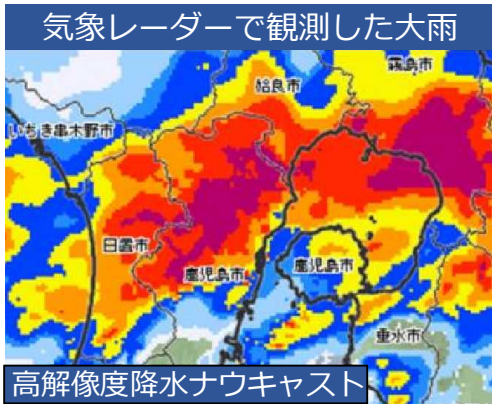 気象レーダーで観測した大雨
霧島市
姶良市
いちき串木野市
日置市
鹿児島市
鹿児島市
垂水市
高解像度降水ナウキャスト